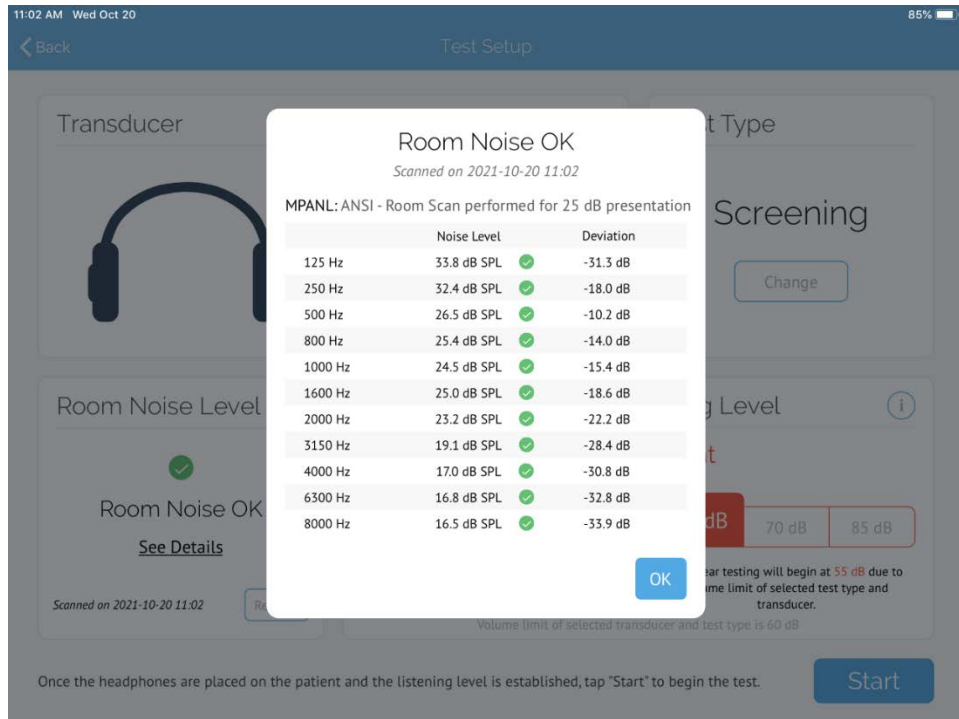 11:02 AM Wed Oct 20
85%
Back
Test Setup
Transducer
t Type
Screening
Change
Room Noise OK
Scanned on 2021-10-20 11:02
MPANL: ANSI - Room Scan performed for 25 dB presentation
Noise Level Deviation
125 Hz 33.8 dB SPL -31.3 dB
250 Hz 32.4 dB SPL -18.0 dB
500 Hz 26.5 dB SPL -10.2 dB
800 Hz 25.4 dB SPL -14.0 dB
1000 Hz 24.5 dB SPL -15.4 dB
1600 Hz 25.0 dB SPL -18.6 dB
2000 Hz 23.2 dB SPL -22.2 dB
3150 Hz 19.1 dB SPL -28.4 dB
4000 Hz 17.0 dB SPL -30.8 dB
6300 Hz 16.8 dB SPL -32.8 dB
8000 Hz 16.5 dB SPL -33.9 dB
OK
Room Noise Level
Room Noise OK
See Details
Scanned on 2021-10-20 11:02
Re
g Level
i
t
dB 70 dB 85 dB
ear testing will begin at 55 dB due to
me limit of selected test type and
transducer.
Volume limit of selected transducer and test type is 60 dB
Once the headphones are placed on the patient and the listening level is established, tap "Start" to begin the test.
Start